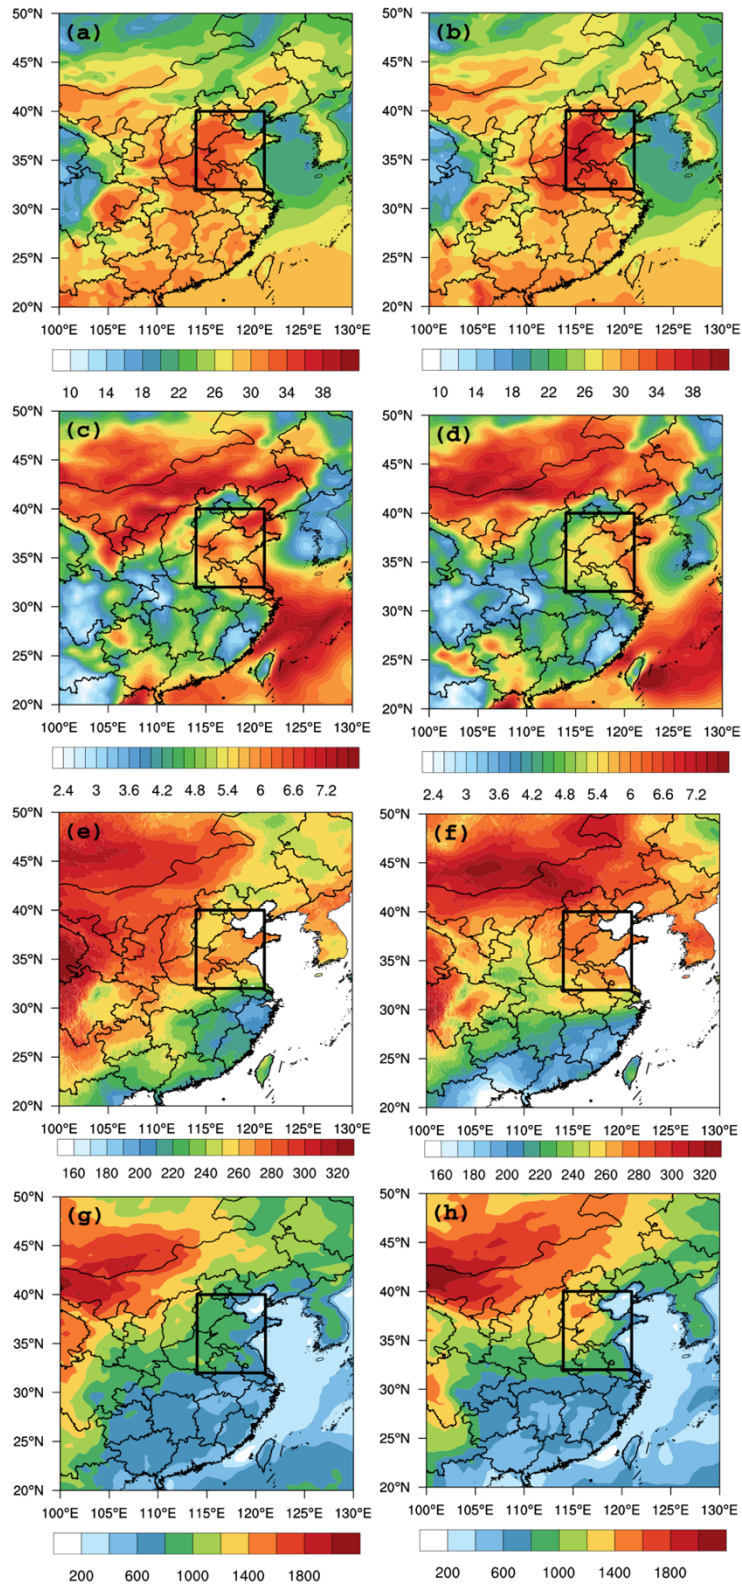 (a) (b)
50°N 50°N
45°N 45°N
40°N 40°N
35°N 35°N
30°N 30°N
25°N 25°N
20°N 20°N
100°E 105°E 110°E 115°E 120°E 125°E 130°E 100°E 105°E 110°E 115°E 120°E 125°E 130°E
10 14 18 22 26 30 34 38 10 14 18 22 26 30 34 38
(c) (d)
50°N 50°N
45°N 45°N
40°N 40°N
35°N 35°N
30°N 30°N
25°N 25°N
20°N 20°N
100°E 105°E 110°E 115°E 120°E 125°E 130°E 100°E 105°E 110°E 115°E 120°E 125°E 130°E
2.4 3 3.6 4.2 4.8 5.4 6 6.6 7.2 2.4 3 3.6 4.2 4.8 5.4 6 6.6 7.2
(e) (f)
50°N 50°N
45°N 45°N
40°N 40°N
35°N 35°N
30°N 30°N
25°N 25°N
20°N 20°N
100°E 105°E 110°E 115°E 120°E 125°E 130°E 100°E 105°E 110°E 115°E 120°E 125°E 130°E
160 180 200 220 240 260 280 300 320 160 180 200 220 240 260 280 300 320
(g) (h)
50°N 50°N
45°N 45°N
40°N 40°N
35°N 35°N
30°N 30°N
25°N 25°N
20°N 20°N
100°E 105°E 110°E 115°E 120°E 125°E 130°E 100°E 105°E 110°E 115°E 120°E 125°E 130°E
200 600 1000 1400 1800 200 600 1000 1400 1800